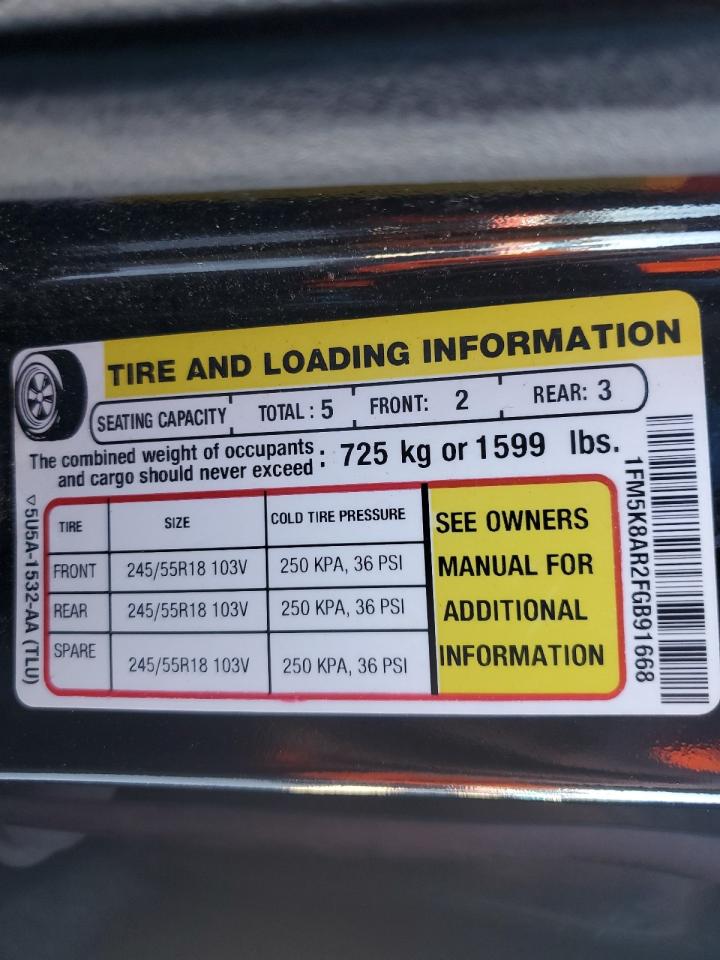 TIRE AND LOADING INFORMATION
SEATING CAPACITY TOTAL : 5 FRONT: 2 REAR: 3
The combined weight of occupants
and cargo should never exceed : 725 kg or 1599 lbs.
TIRE SIZE COLD TIRE PRESSURE
FRONT 245/55R18 103V 250 KPA, 36 PSI
REAR 245/55R18 103V 250 KPA, 36 PSI
SPARE 245/55R18 103V 250 KPA, 36 PSI
SEE OWNERS
MANUAL FOR
ADDITIONAL
INFORMATION
5U5A-1532-AA (TLU)
1FM5K8AR2FGB91668